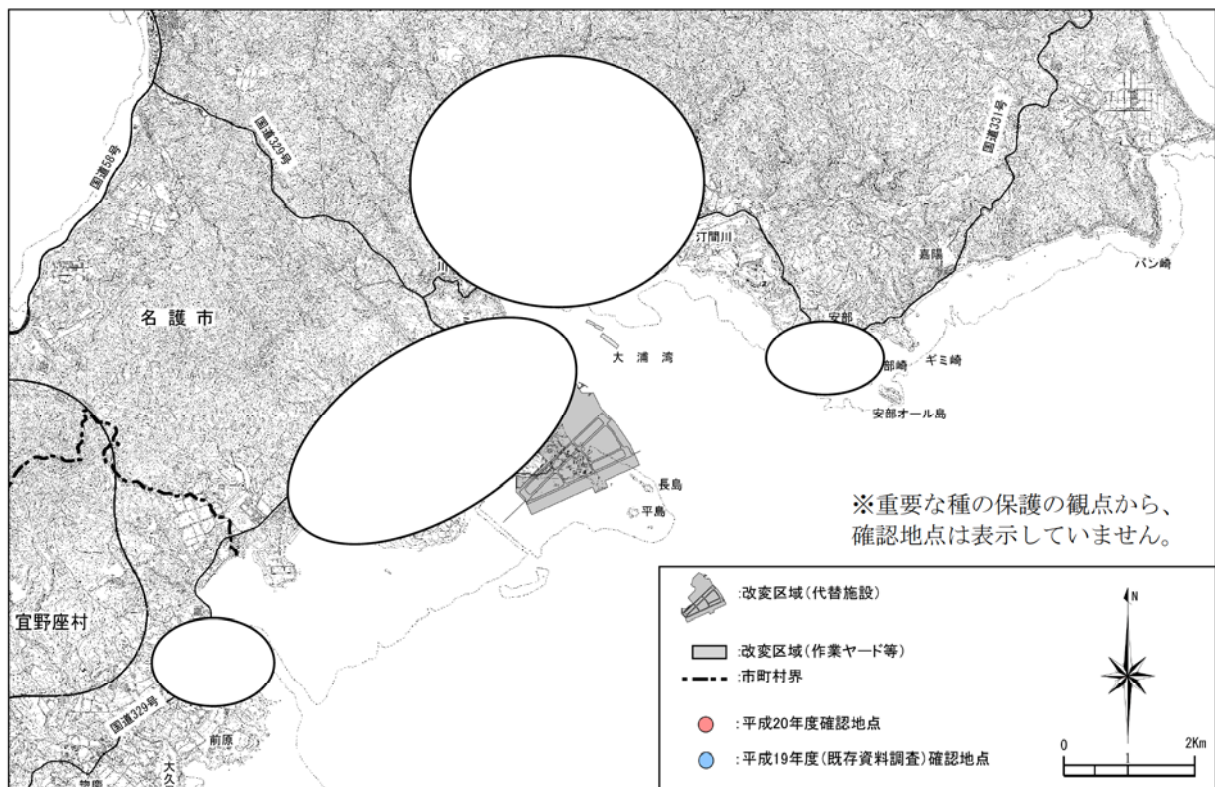 国道58号
国道329号
国道331号
汀間川
嘉陽
バン崎
川
名護市
安部
大浦湾
部崎
ギミ崎
安部オール島
長島
平島
※重要な種の保護の観点から、
確認地点は表示していません。
宜野座村
国道329号
前原
大久
惣慶
:改変区域(代替施設)
:改変区域(作業ヤード等)
:市町村界
:平成20年度確認地点
:平成19年度(既存資料調査)確認地点
N
0 1 2Km